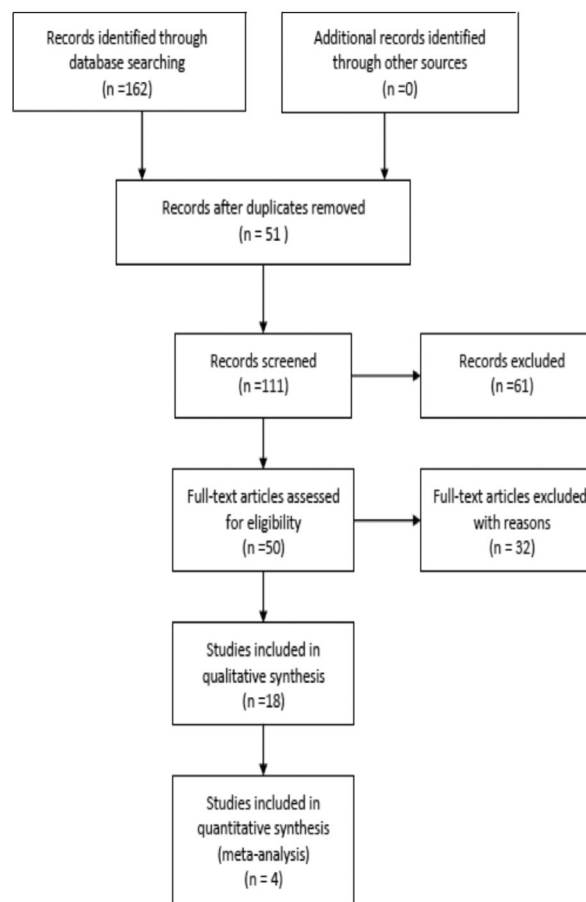 Records identified through
database searching
(n =162)
Additional records identified
through other sources
(n =0)
Records after duplicates removed
(n = 51 )
Records screened
(n =111)
Records excluded
(n =61)
Full-text articles assessed
for eligibility
(n =50)
Full-text articles excluded
with reasons
(n = 32)
Studies included in
qualitative synthesis
(n =18)
Studies included in
quantitative synthesis
(meta-analysis)
(n = 4)